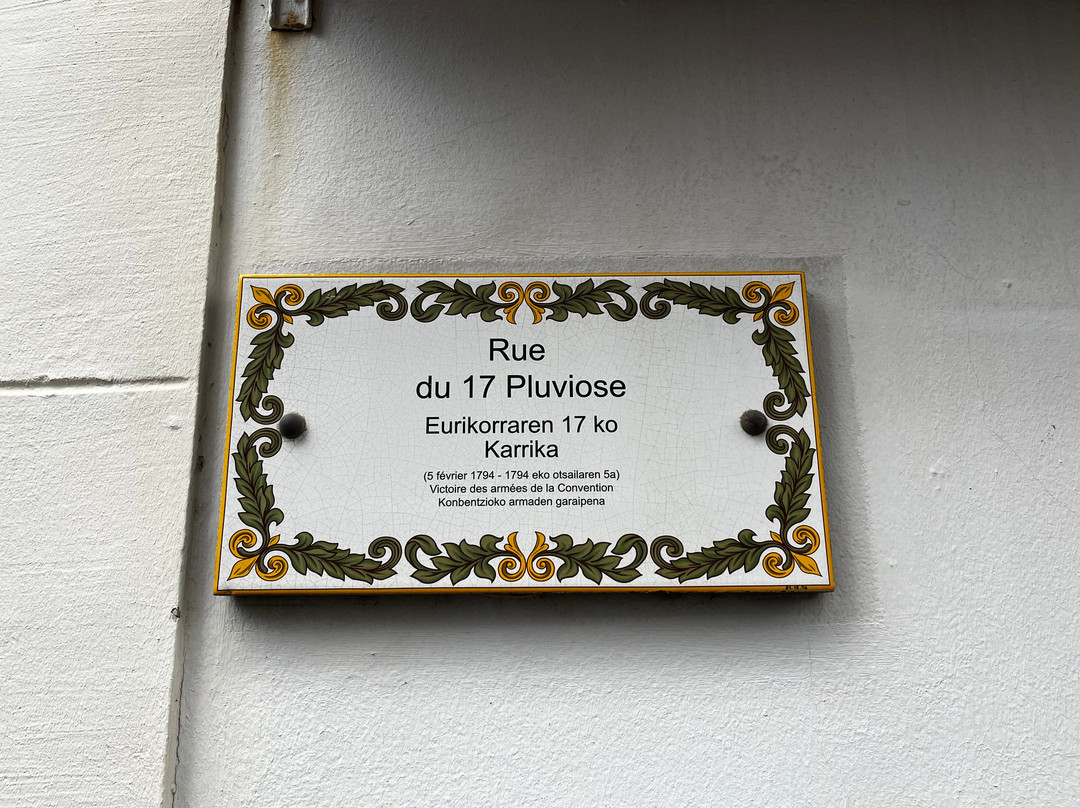 Rue
du 17 Pluviose
Eurikorraren 17 ko
Karrika
(5 février 1794 - 1794 eko otsailaren 5a)
Victoire des armées de la Convention
Konbentzioko armaden garaipena